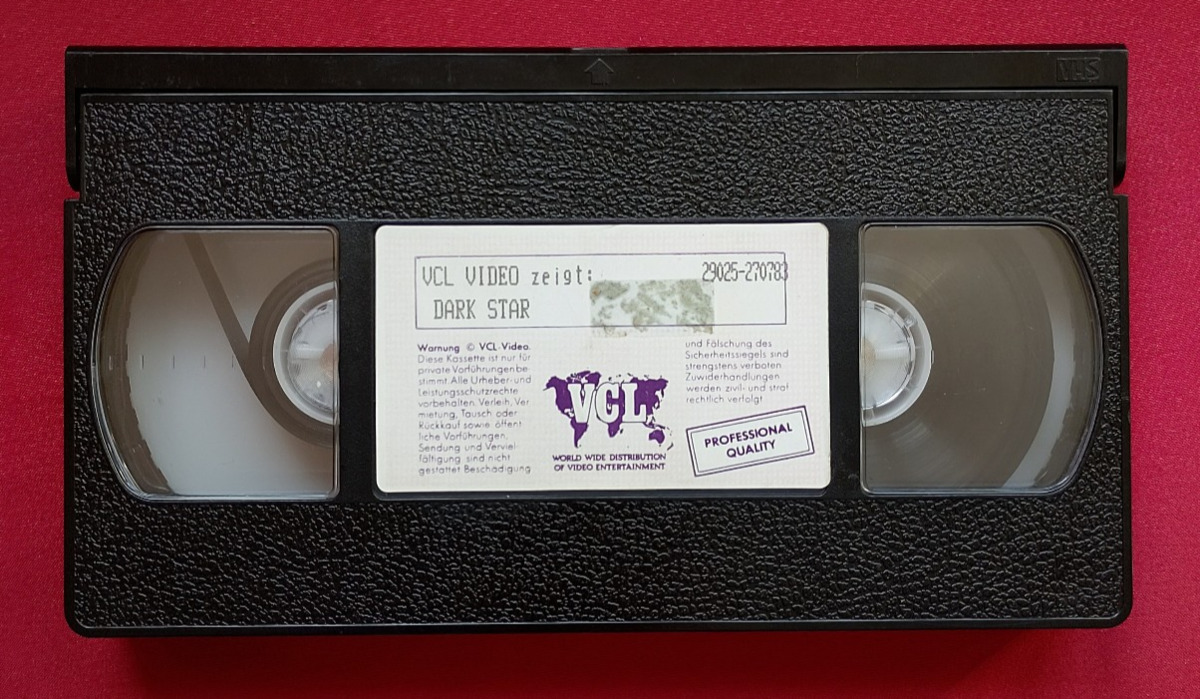 VHS
VCL VIDEO zeigt: 29025-270783
DARK STAR
Warnung © VCL-Video.
Diese Kassette ist nur für
private Vorführungen be-
stimmt. Alle Urheber- und
Leistungsschutzrechte
vorbehalten. Verleih, Ver
mietung, Tausch oder
Rückkauf sowie öffent
liche Vorführungen,
Sendung und Verviel
fältigung sind nicht
gestattet Beschädigung
und Fälschung des
Sicherheitssiegels sind
strengstens verboten
Zuwiderhandlungen
werden zivil- und straf
rechtlich verfolgt
VCL
WORLD WIDE DISTRIBUTION
OF VIDEO ENTERTAINMENT
PROFESSIONAL
QUALITY